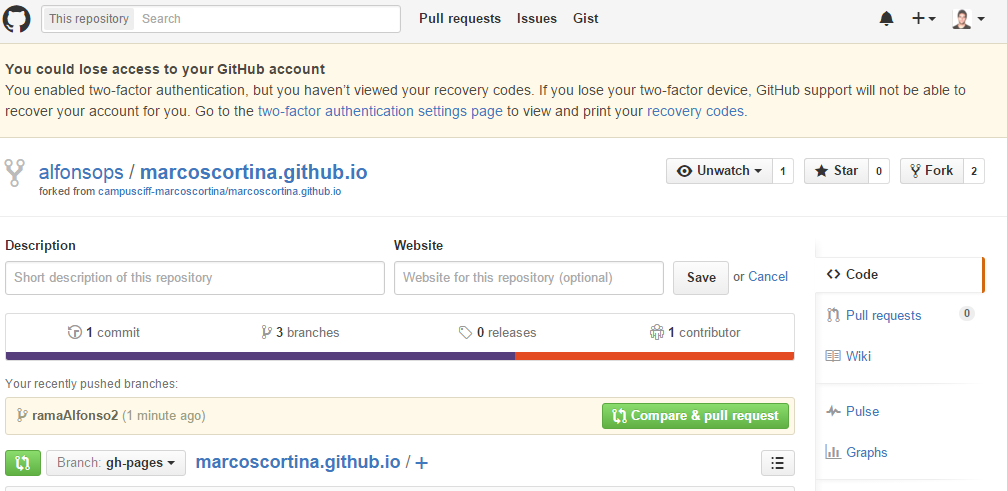 This repository Search Pull requests Issues Gist
You could lose access to your GitHub account
You enabled two-factor authentication, but you haven't viewed your recovery codes. If you lose your two-factor device, GitHub support will not be able to
recover your account for you. Go to the two-factor authentication settings page to view and print your recovery codes.
alfonsops / marcoscortina.github.io
forked from campusciff-marcoscortina/marcoscortina.github.io
Unwatch 1 Star 0 Fork 2
Description Website
Short description of this repository Website for this repository (optional) Save or Cancel
1 commit 3 branches 0 releases 1 contributor
Your recently pushed branches:
ramaAlfonso2 (1 minute ago) Compare & pull request
Branch: gh-pages marcoscortina.github.io / +
Code
Pull requests 0
Wiki
Pulse
Graphs